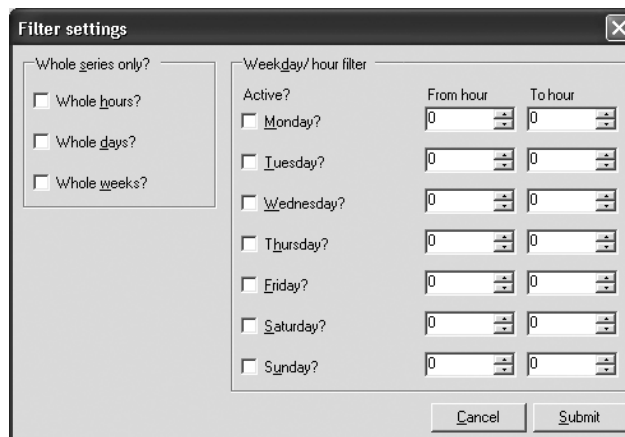 Filter settings
Whole series only?
Whole hours?
Whole days?
Whole weeks?
Weekday/ hour filter
Active? From hour To hour
Monday? 0 0
Tuesday? 0 0
Wednesday? 0 0
Thursday? 0 0
Friday? 0 0
Saturday? 0 0
Sunday? 0 0
Cancel Submit